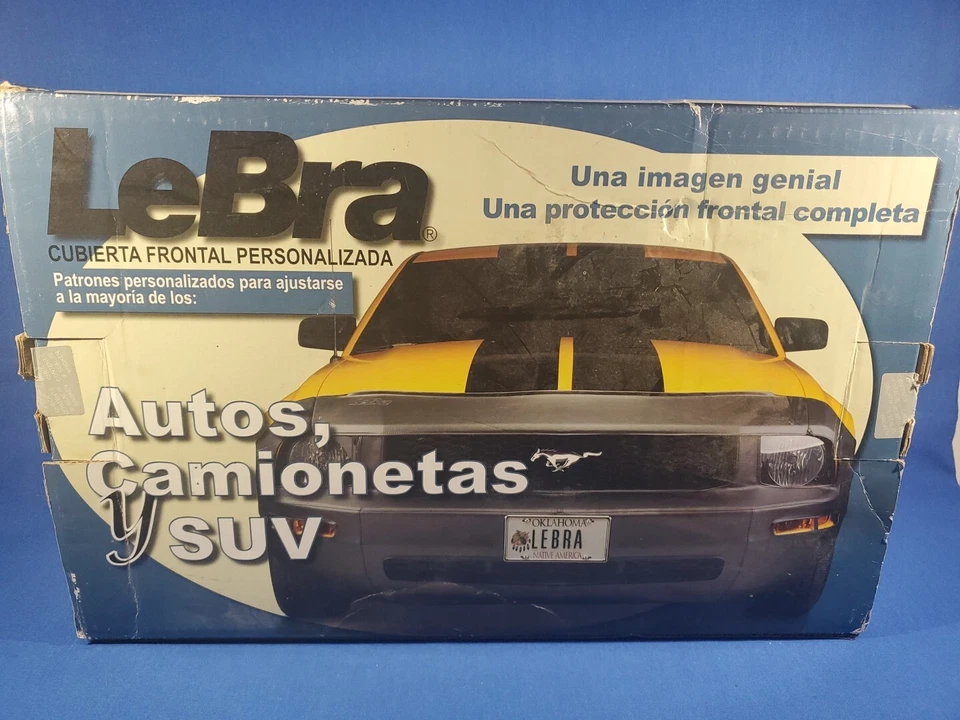 LeBra®
CUBIERTA FRONTAL PERSONALIZADA
Patrones personalizados para ajustarse
a la mayoría de los:
Una imagen genial
Una protección frontal completa
Autos,
Camionetas
y SUV
OKLAHOMA
LEBRA
NATIVE AMERICA